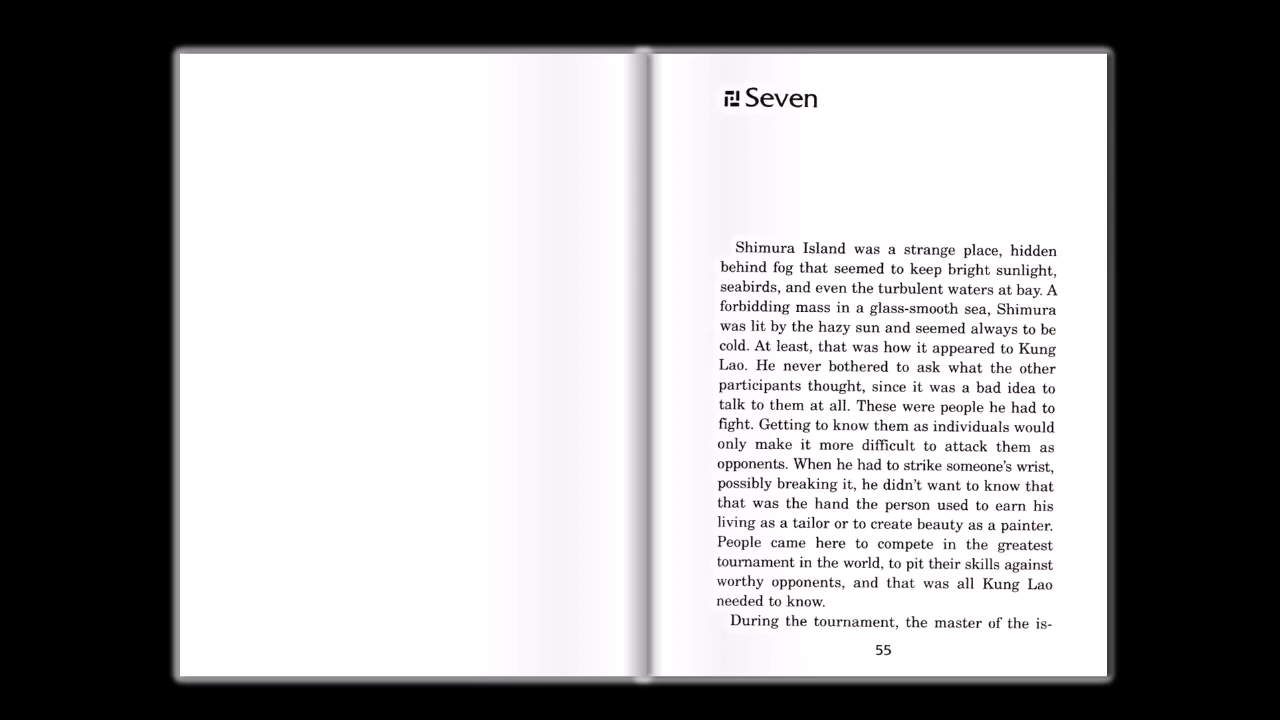 Seven
Shimura Island was a strange place, hidden
behind fog that seemed to keep bright sunlight,
seabirds, and even the turbulent waters at bay. A
forbidding mass in a glass-smooth sea, Shimura
was lit by the hazy sun and seemed always to be
cold. At least, that was how it appeared to Kung
Lao. He never bothered to ask what the other
participants thought, since it was a bad idea to
talk to them at all. These were people he had to
fight. Getting to know them as individuals would
only make it more difficult to attack them as
opponents. When he had to strike someone's wrist,
possibly breaking it, he didn't want to know that
that was the hand the person used to earn his
living as a tailor or to create beauty as a painter.
People came here to compete in the greatest
tournament in the world, to pit their skills against
worthy opponents, and that was all Kung Lao
needed to know.
During the tournament, the master of the is-
55